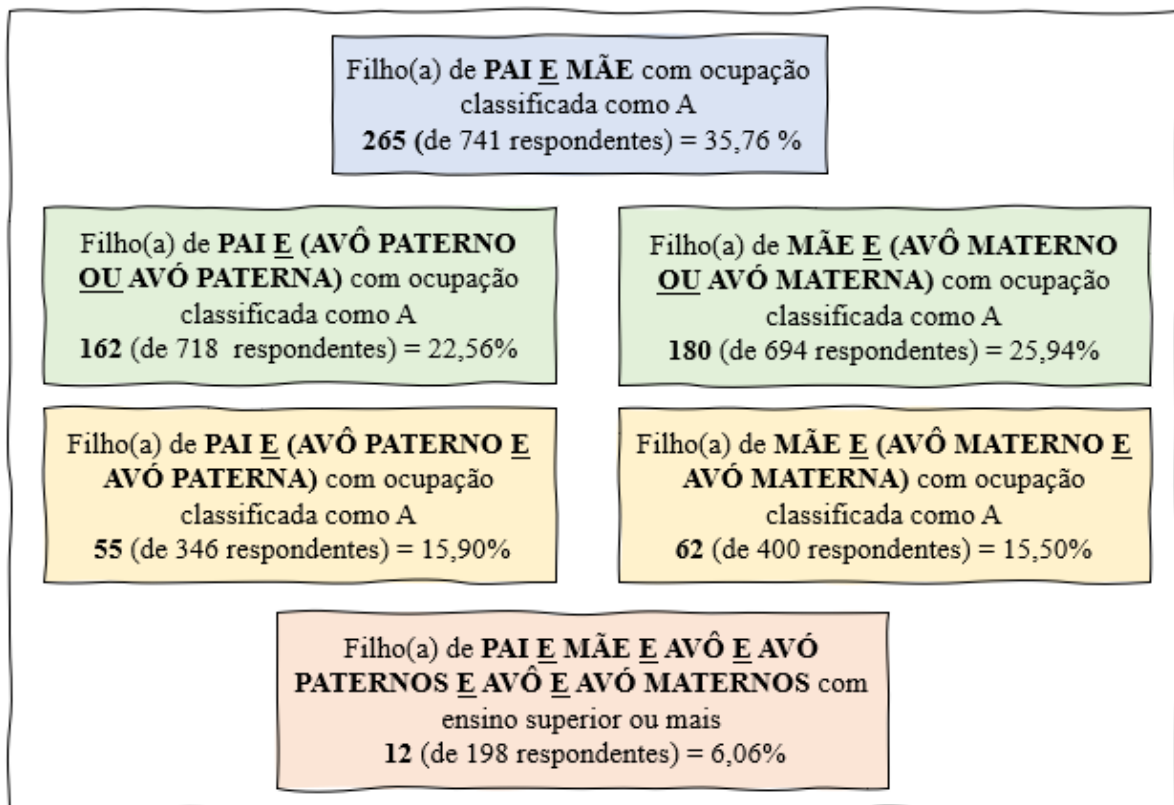 Filho(a) de PAI E MÃE com ocupação
classificada como A
265 (de 741 respondentes) = 35,76 %
Filho(a) de PAI E (AVÔ PATERNO
OU AVÓ PATERNA) com ocupação
classificada como A
162 (de 718 respondentes) = 22,56%
Filho(a) de MÃE E (AVÔ MATERNO
OU AVÓ MATERNA) com ocupação
classificada como A
180 (de 694 respondentes) = 25,94%
Filho(a) de PAI E (AVÔ PATERNO E
AVÓ PATERNA) com ocupação
classificada como A
55 (de 346 respondentes) = 15,90%
Filho(a) de MÃE E (AVÔ MATERNO E
AVÓ MATERNA) com ocupação
classificada como A
62 (de 400 respondentes) = 15,50%
Filho(a) de PAI E MÃE E AVÔ E AVÓ
PATERNOS E AVÔ E AVÓ MATERNOS com
ensino superior ou mais
12 (de 198 respondentes) = 6,06%